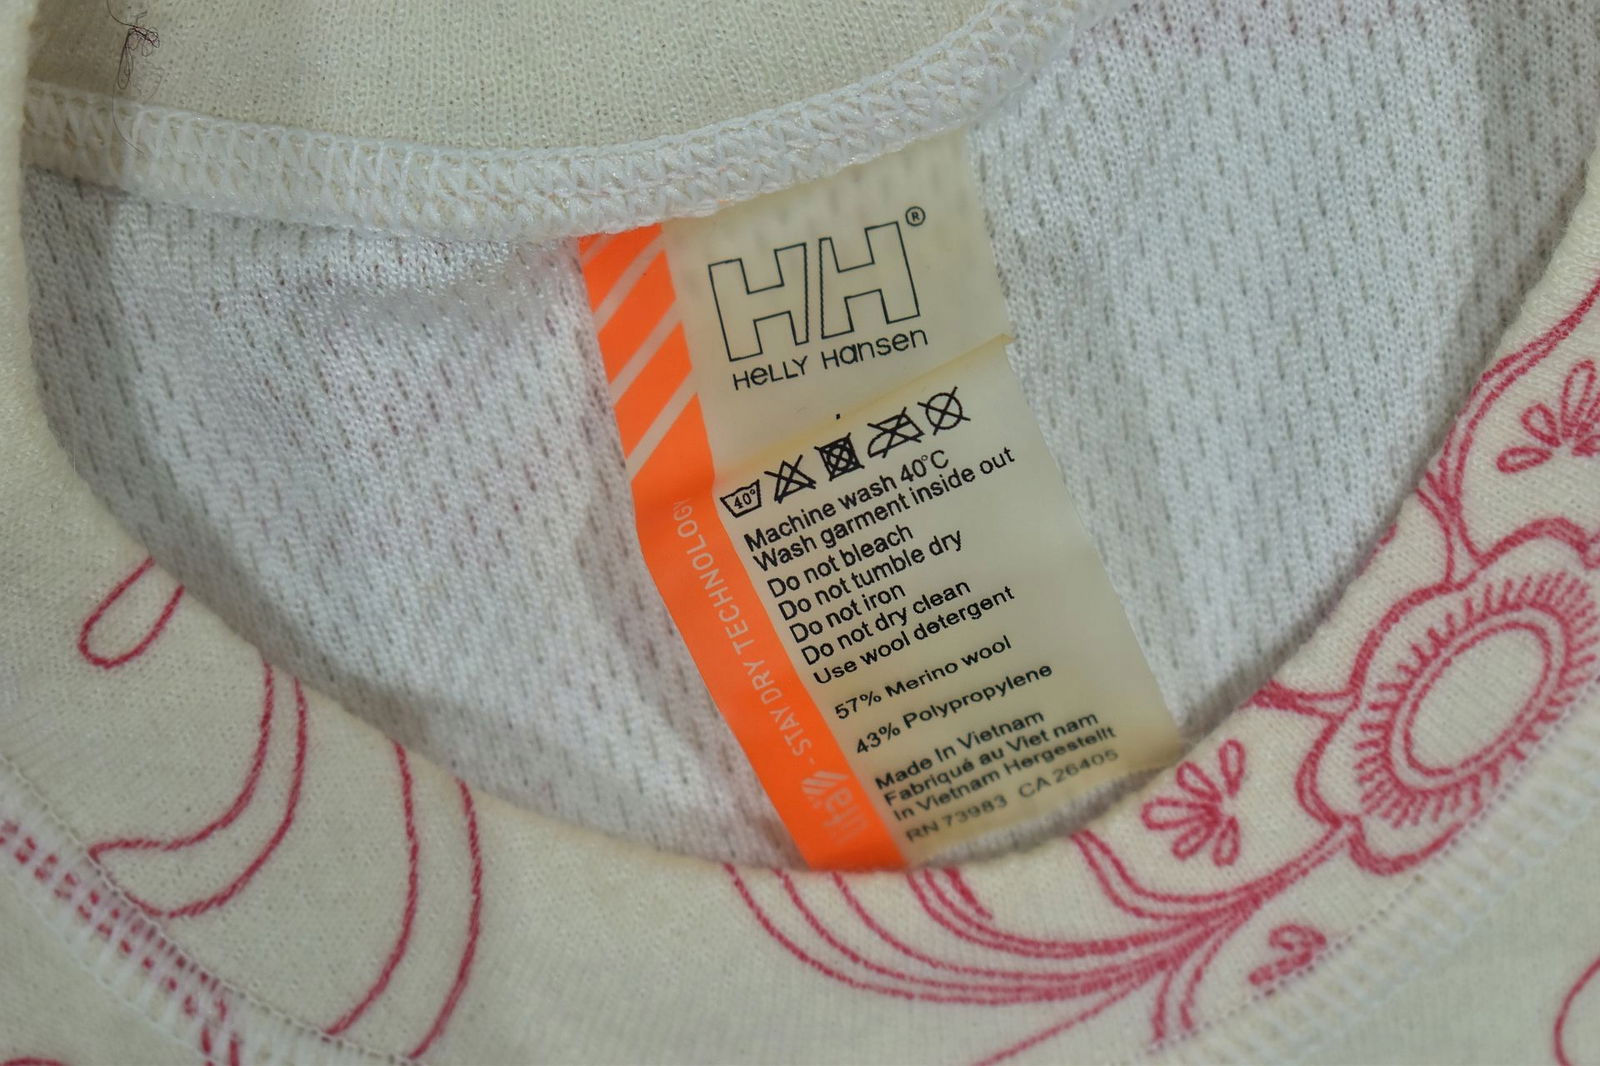 HH®
HELLY HANSEN
40°
Machine wash 40°C
Wash garment inside out
Do not bleach
Do not tumble dry
Do not iron
Do not dry clean
Use wool detergent
57% Merino wool
43% Polypropylene
Made In Vietnam
Fabriqué au Viet nam
In Vietnam Hergestellt
RN 73983 CA 26405
lifa - STAY DRY TECHNOLOGY